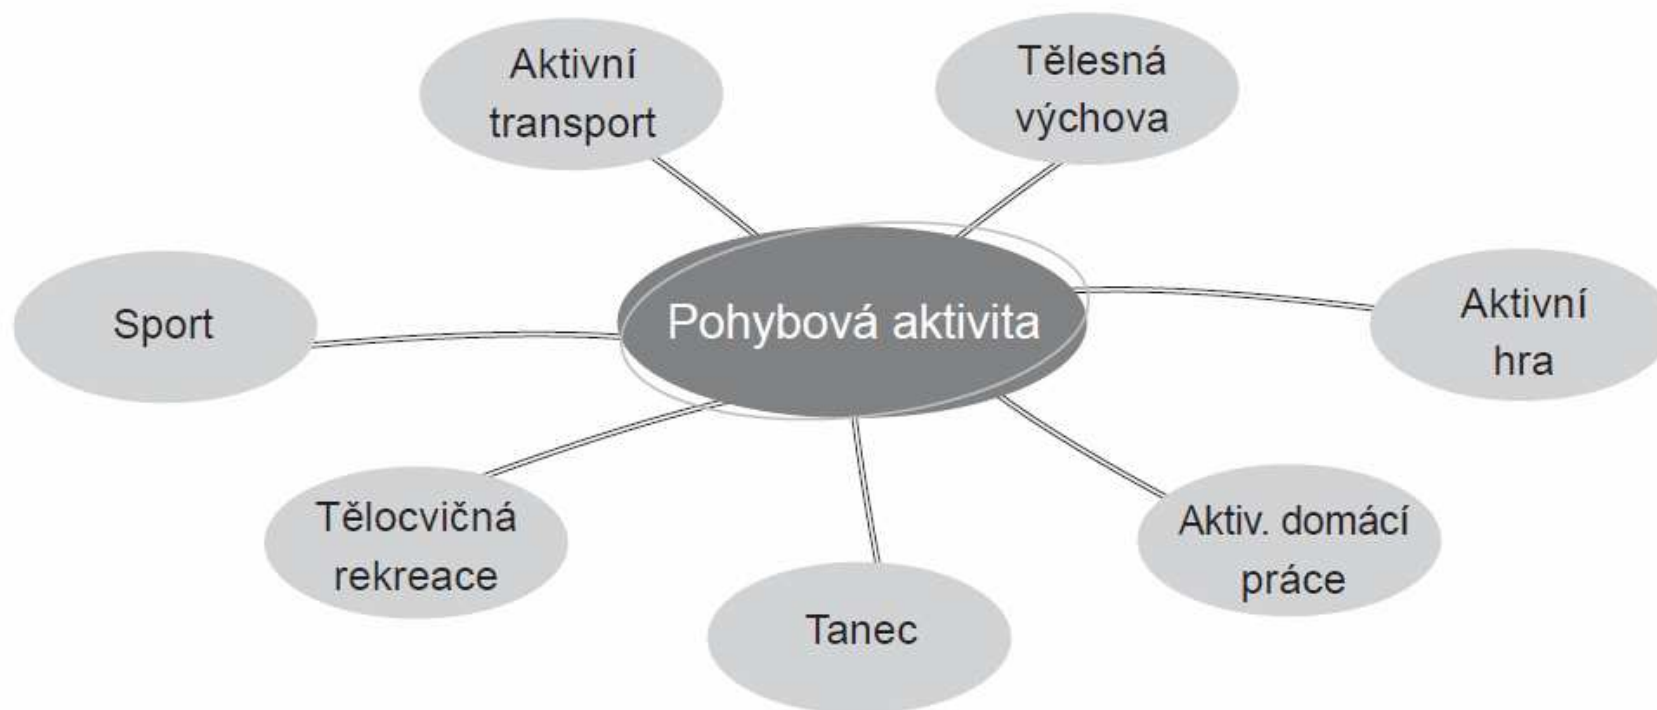 Aktivní
transport
Tělesná
výchova
Sport
Pohybová aktivita
Aktivní
hra
Tělocvičná
rekreace
Aktiv. domácí
práce
Tanec